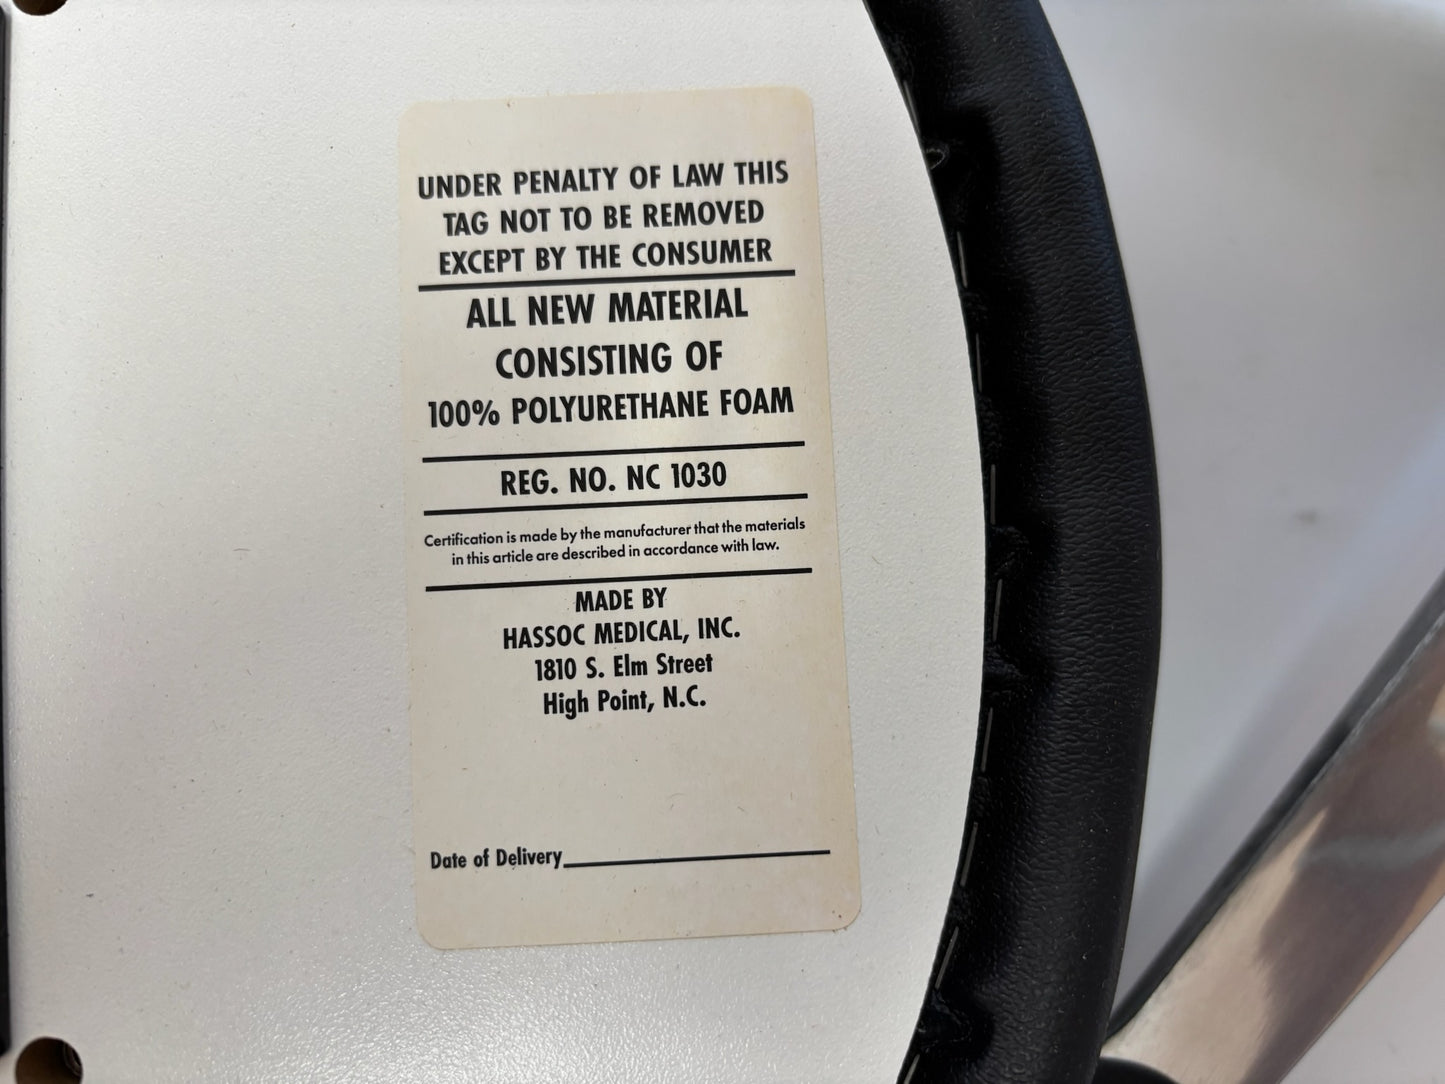 UNDER PENALTY OF LAW THIS
TAG NOT TO BE REMOVED
EXCEPT BY THE CONSUMER
ALL NEW MATERIAL
CONSISTING OF
100% POLYURETHANE FOAM
REG. NO. NC 1030
Certification is made by the manufacturer that the materials
in this article are described in accordance with law.
MADE BY
HASSOC MEDICAL, INC.
1810 S. Elm Street
High Point, N.C.
Date of Delivery